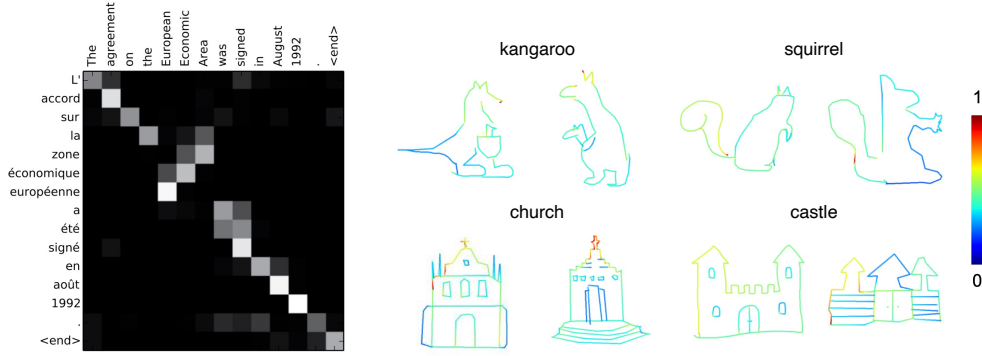 The
agreement
on
the
European
Economic
Area
was
signed
in
August
1992
.
<end>
L'
accord
sur
la
zone
économique
européenne
a
été
signé
en
août
1992
.
<end>
kangaroo
squirrel
church
castle
1
0